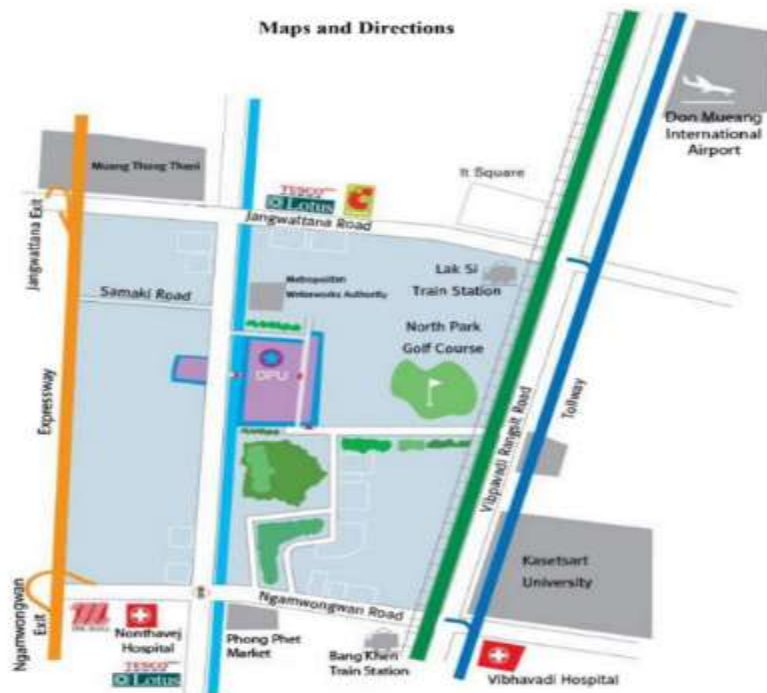 Maps and Directions
Don Mueang
International
Airport
Muang Thong Thani
It Square
TESCO
Lotus
Jangwattana Road
Jangwattana Exit
Samaki Road
Metropolitan
Waterworks Authority
Lak Si
Train Station
North Park
Golf Course
DPU
Expressway
Vibpavadi Rangsit Road
Tollway
Kasetsart
University
Ngamwongwan
Exit
Ngamwongwan Road
Nonthavej
Hospital
TESCO
Lotus
Phong Phet
Market
Bang Khen
Train Station
Vibhavadi Hospital